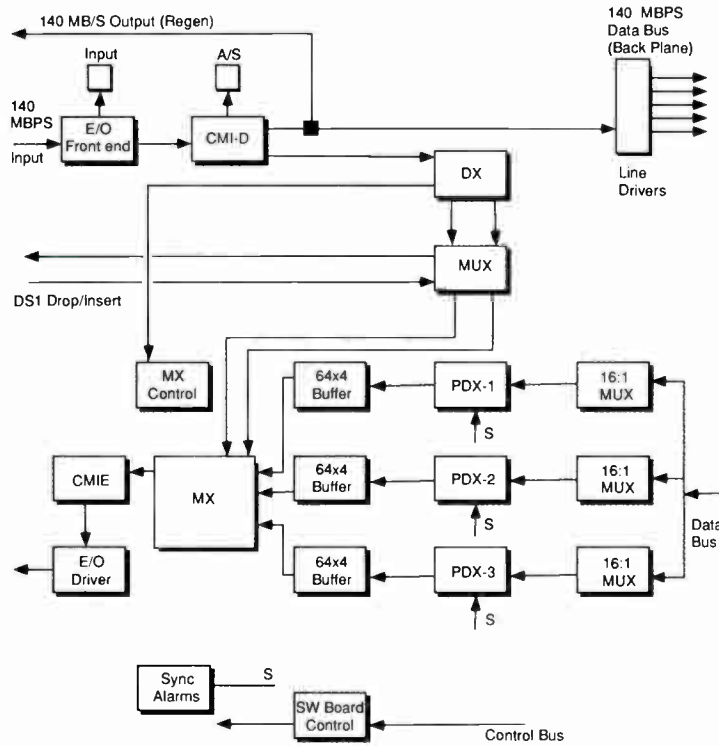 140 MB/S Output (Regen)
140 MBPS
Data Bus
(Back Plane)
Input
A/S
140
MBPS
Input
E/O
Front end
CMI-D
DX
Line
Drivers
MUX
DS1 Drop/Insert
MX
Control
64x4
Buffer
PDX-1
16:1
MUX
S
CMIE
MX
64x4
Buffer
PDX-2
16:1
MUX
S
Data
Bus
E/O
Driver
64x4
Buffer
PDX-3
16:1
MUX
S
Sync
Alarms
S
SW Board
Control
Control Bus